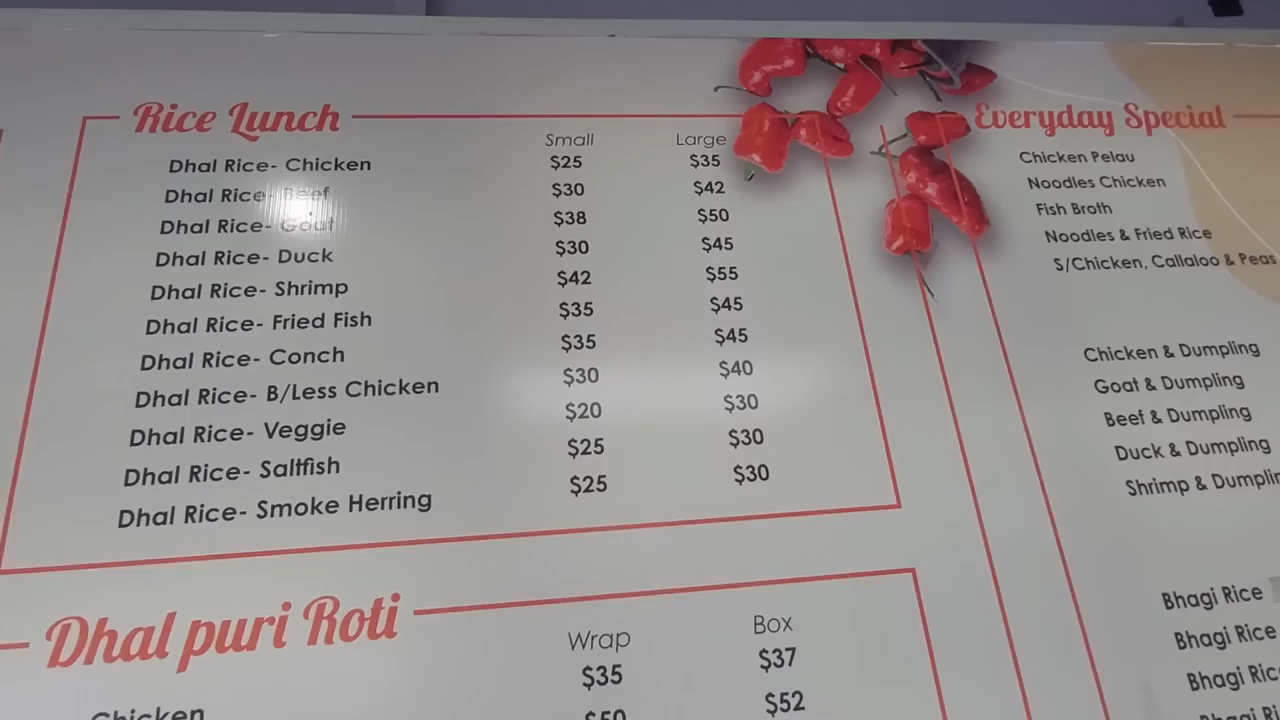 Rice Lunch
Small Large
Dhal Rice- Chicken $25 $35
Dhal Rice- Beef $30 $42
Dhal Rice- Goat $38 $50
Dhal Rice- Duck $30 $45
Dhal Rice- Shrimp $42 $55
Dhal Rice- Fried Fish $35 $45
Dhal Rice- Conch $35 $45
Dhal Rice- B/Less Chicken $30 $40
Dhal Rice- Veggie $20 $30
Dhal Rice- Saltfish $25 $30
Dhal Rice- Smoke Herring $25 $30
Dhal puri Roti
Wrap Box
Chicken $35 $37
$50 $52
Everyday Special
Chicken Pelau
Noodles Chicken
Fish Broth
Noodles & Fried Rice
S/Chicken, Callaloo & Peas
Chicken & Dumpling
Goat & Dumpling
Beef & Dumpling
Duck & Dumpling
Shrimp & Dumplin
Bhagi Rice
Bhagi Rice
Bhagi Ric
Bhagi Ri